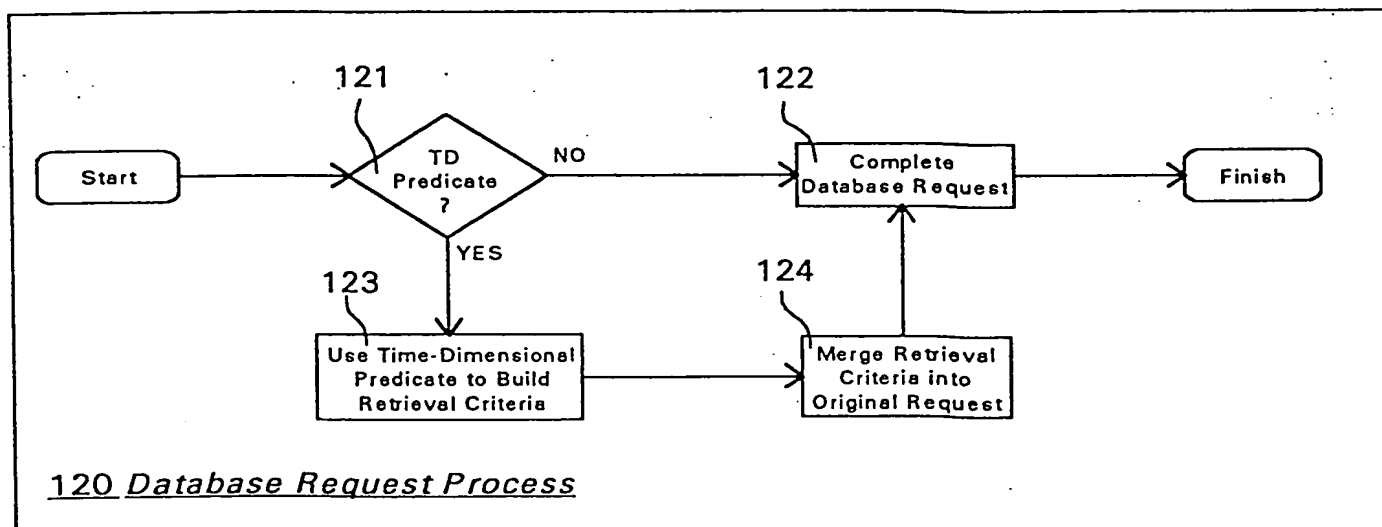 121
122
Start
TD
Predicate
?
NO
Complete
Database Request
Finish
YES
123
124
Use Time-Dimensional
Predicate to Build
Retrieval Criteria
Merge Retrieval
Criteria into
Original Request
120 Database Request Process